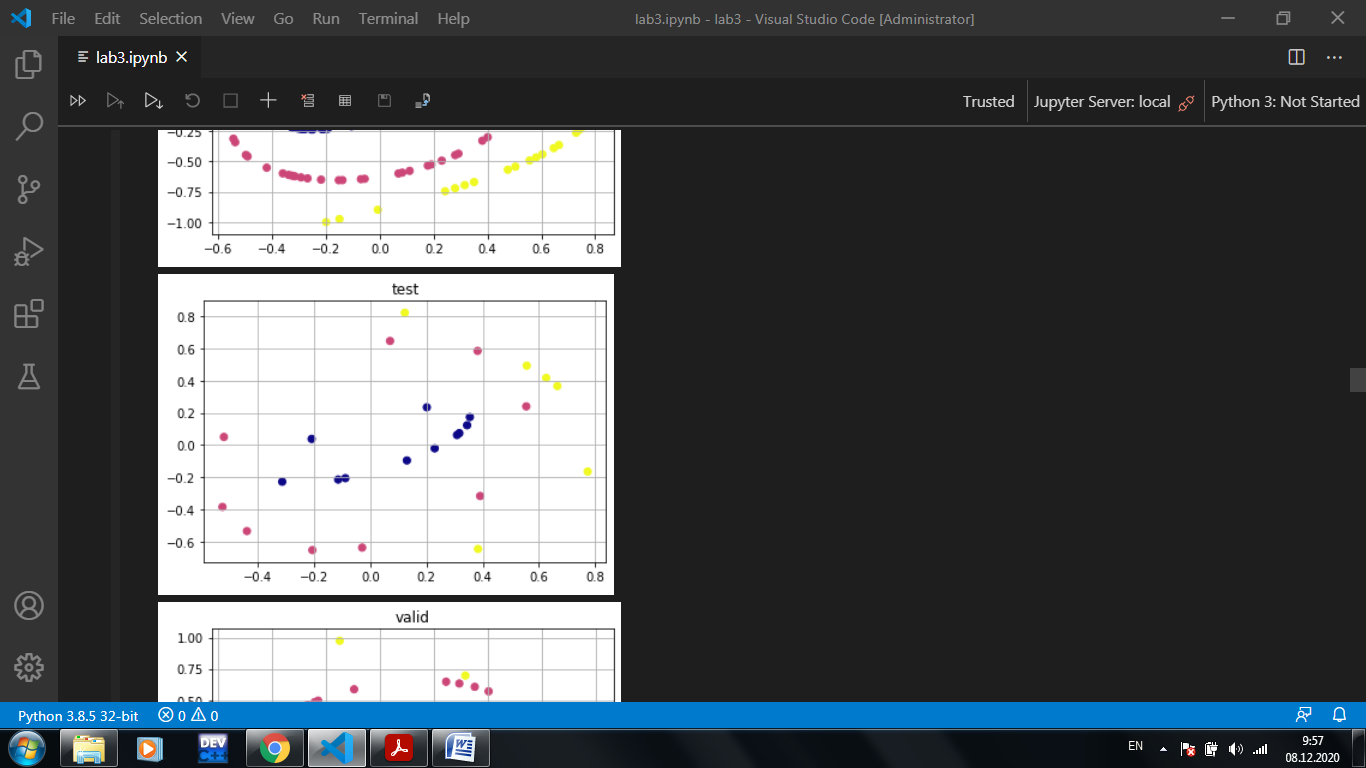 File Edit Selection View Go Run Terminal Help lab3.ipynb - lab3 - Visual Studio Code [Administrator]
lab3.ipynb
Trusted Jupyter Server: local Python 3: Not Started
−0.25
−0.50
−0.75
−1.00
−0.6 −0.4 −0.2 0.0 0.2 0.4 0.6 0.8
test
0.8
0.6
0.4
0.2
0.0
−0.2
−0.4
−0.6
−0.4 −0.2 0.0 0.2 0.4 0.6 0.8
valid
1.00
0.75
0.50
Python 3.8.5 32-bit 0 0
DEV
C++
EN 9:57
08.12.2020